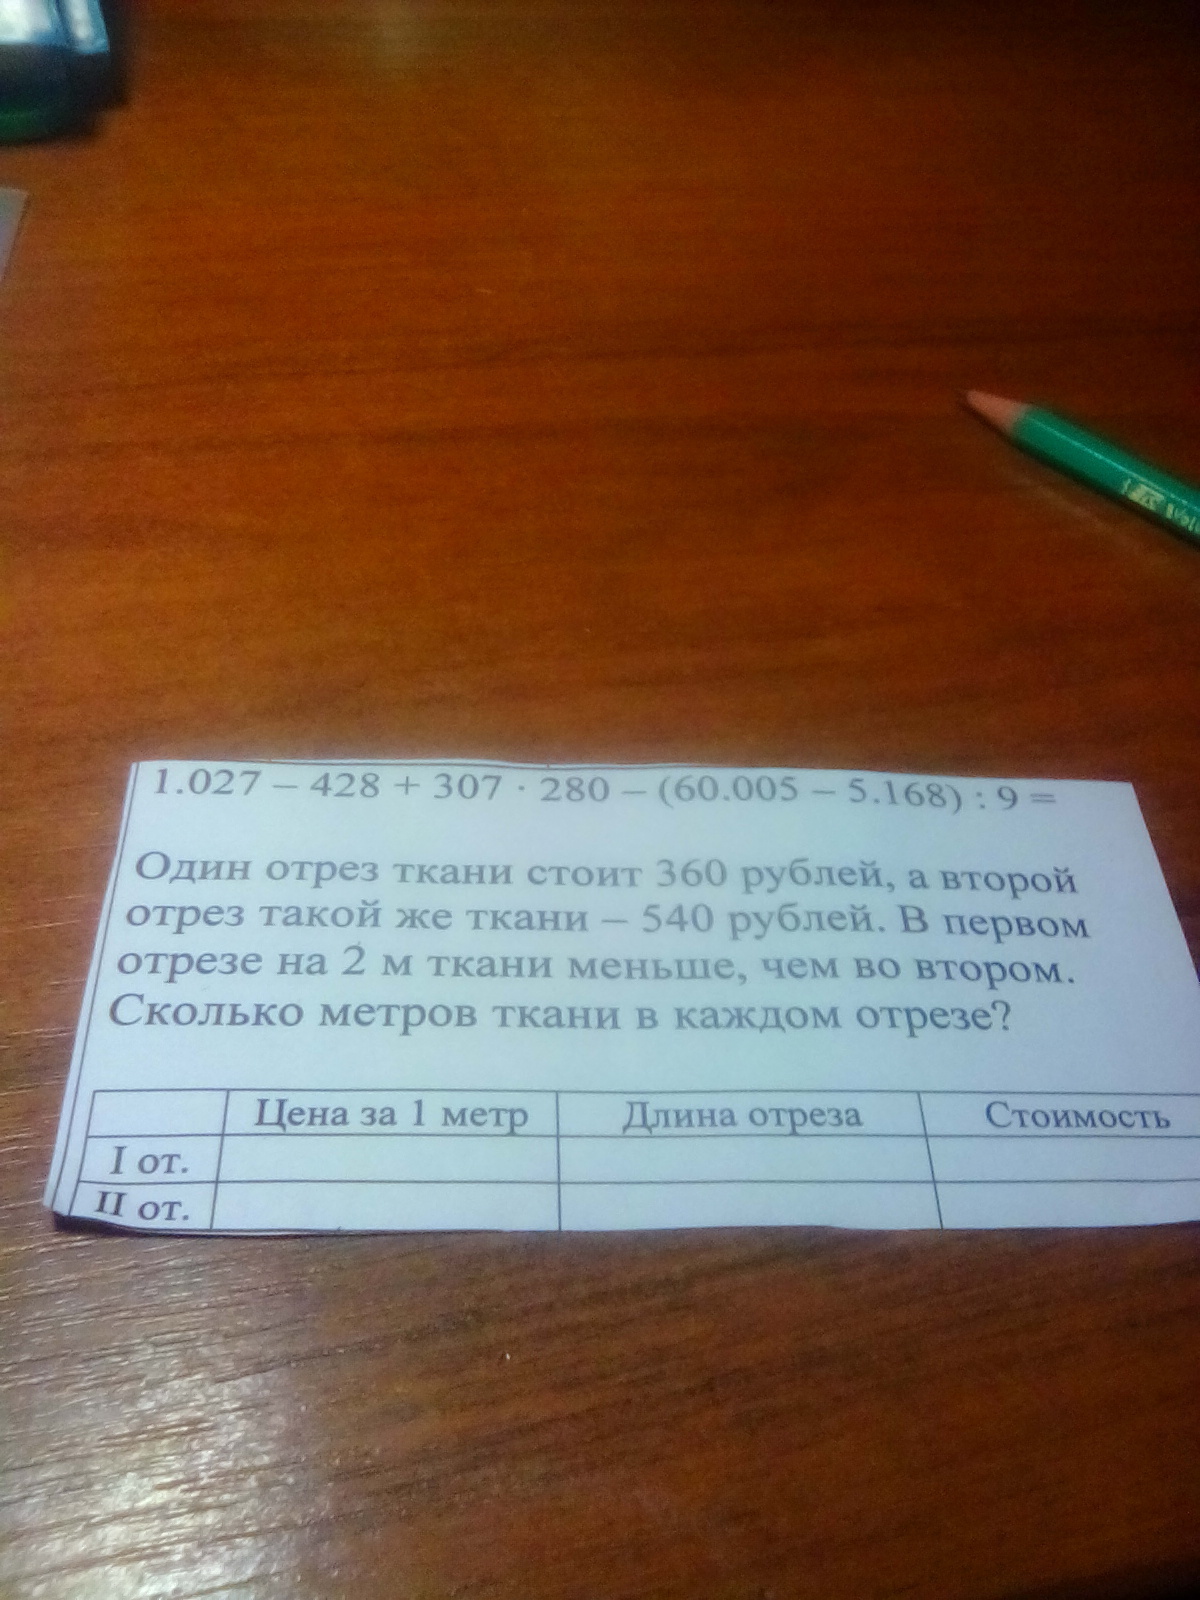 1.027 – 428 + 307 · 280 – (60.005 – 5.168) : 9 =
Один отрез ткани стоит 360 рублей, а второй
отрез такой же ткани – 540 рублей. В первом
отрезе на 2 м ткани меньше, чем во втором.
Сколько метров ткани в каждом отрезе?
Цена за 1 метр Длина отреза Стоимость
I от.
II от.